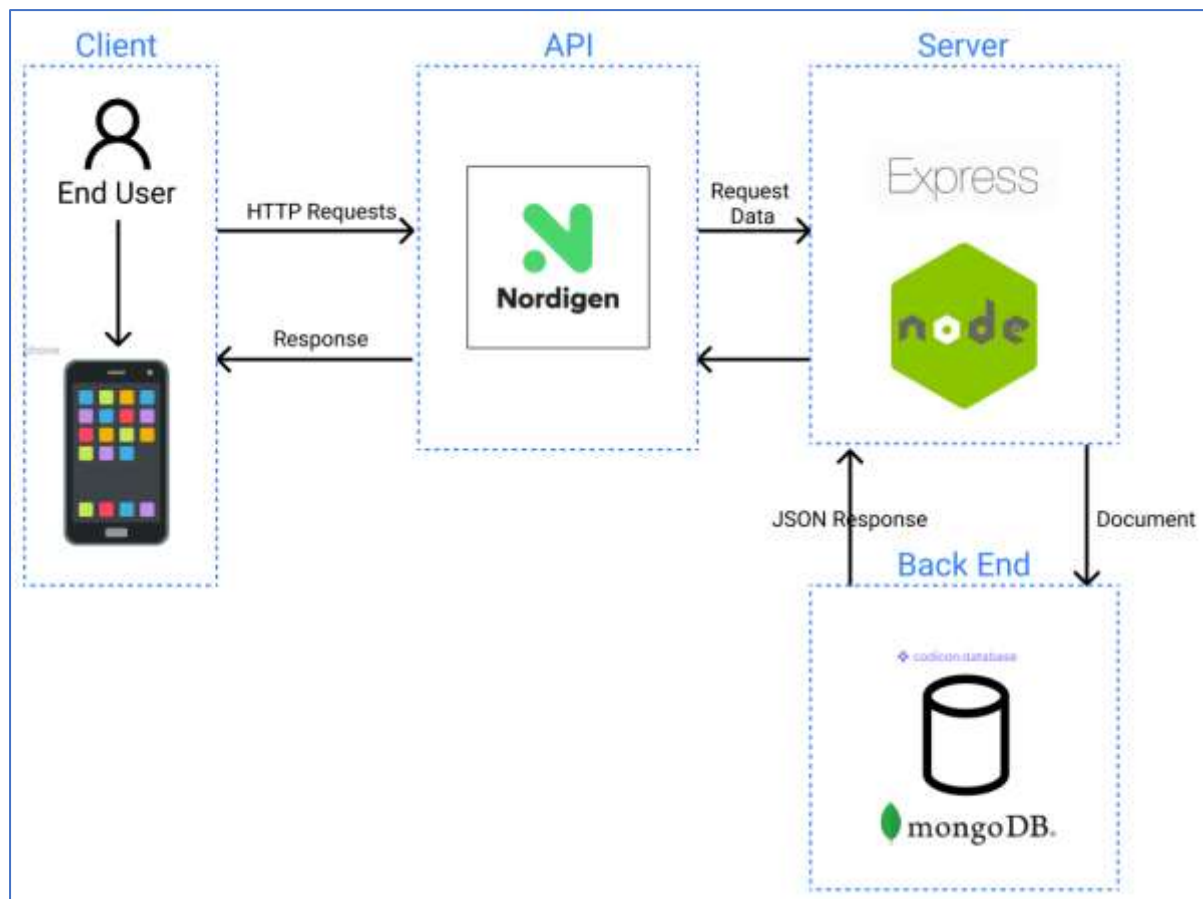 Client
API
Server
End User
HTTP Requests
Response
Nordigen
Request
Data
Express
node
JSON Response
Document
Back End
codicon:database
mongoDB.